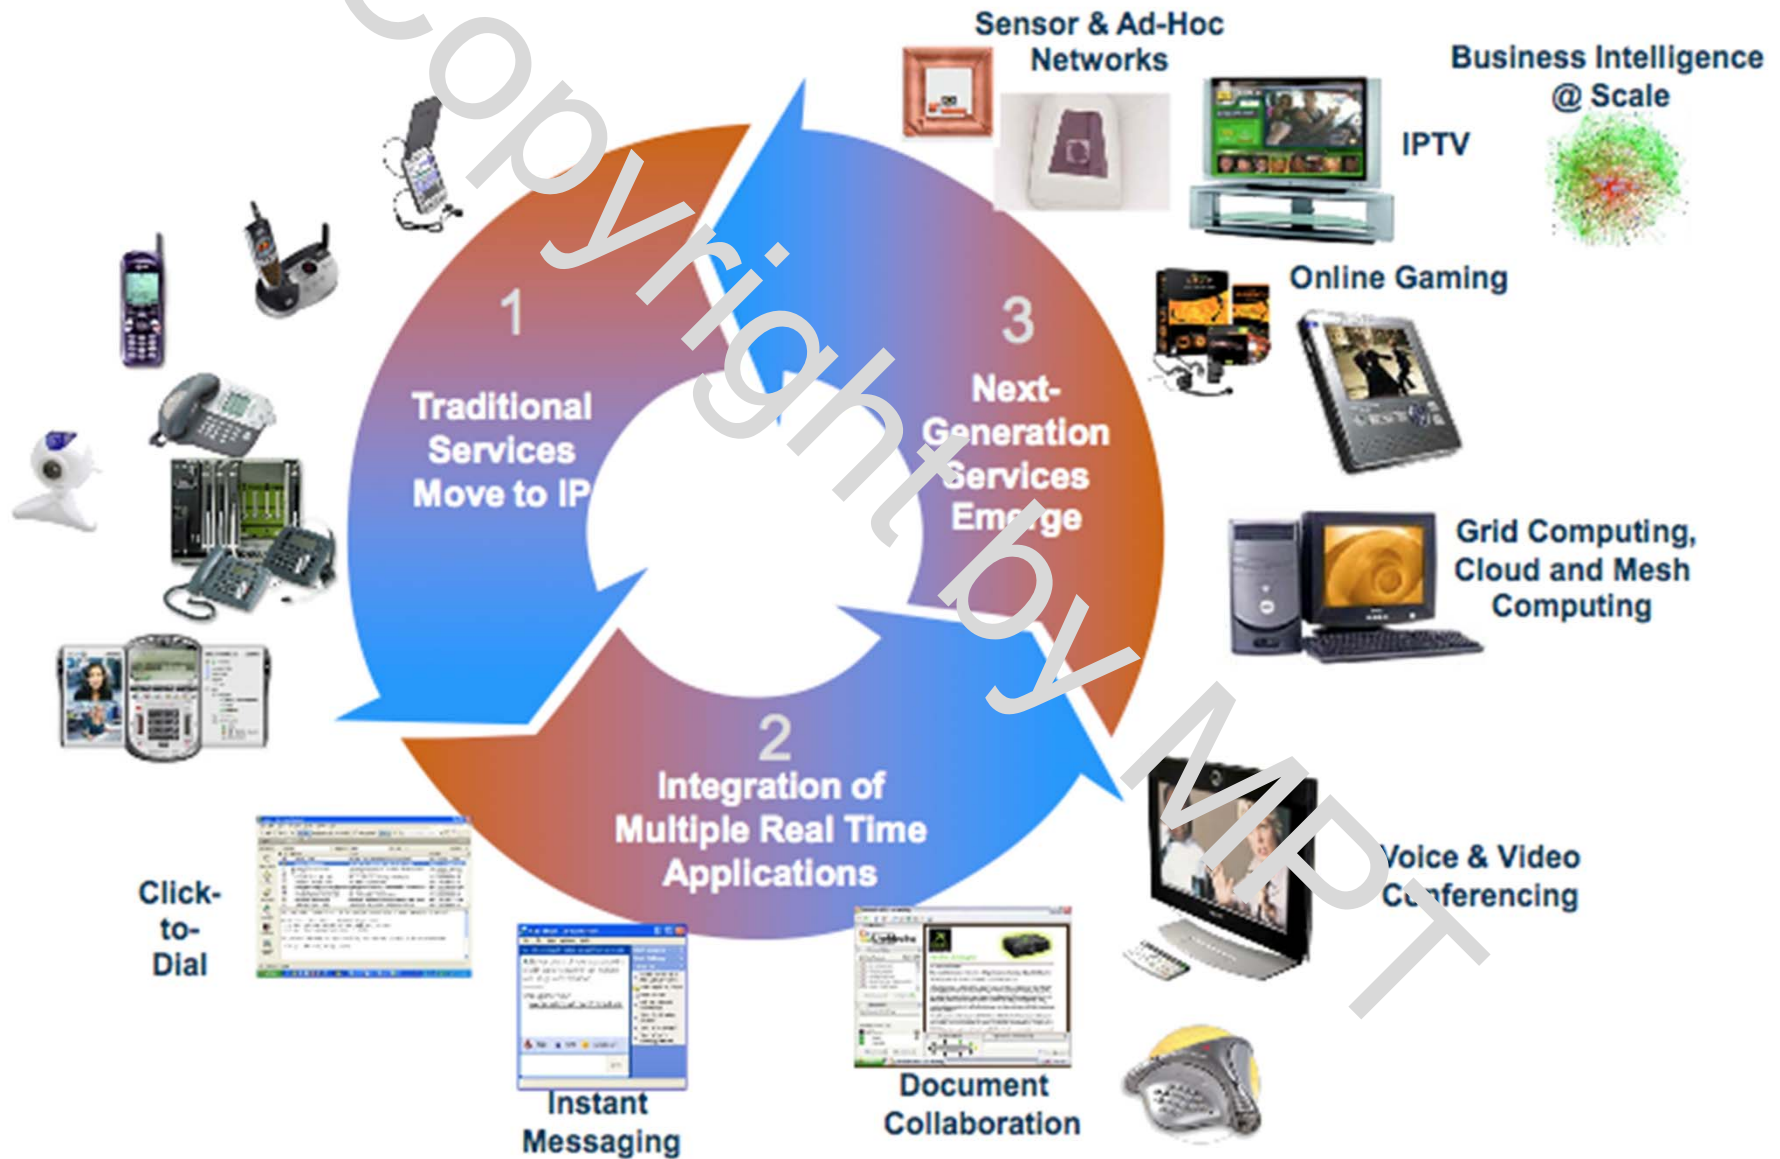 Copyright by MPT
Sensor & Ad-Hoc
Networks
Business Intelligence
@ Scale
IPTV
Online Gaming
1
Traditional
Services
Move to IP
3
Next-
Generation
Services
Emerge
Grid Computing,
Cloud and Mesh
Computing
2
Integration of
Multiple Real Time
Applications
Voice & Video
Conferencing
Click-
to-
Dial
Instant
Messaging
Document
Collaboration